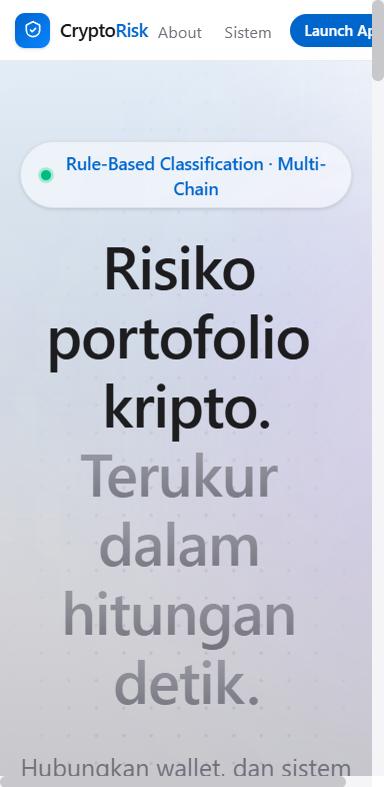 CryptoRisk About Sistem Launch Ap
Rule-Based Classification · Multi-
Chain
Risiko
portofolio
kripto.
Terukur
dalam
hitungan
detik.
Hubungkan wallet, dan sistem